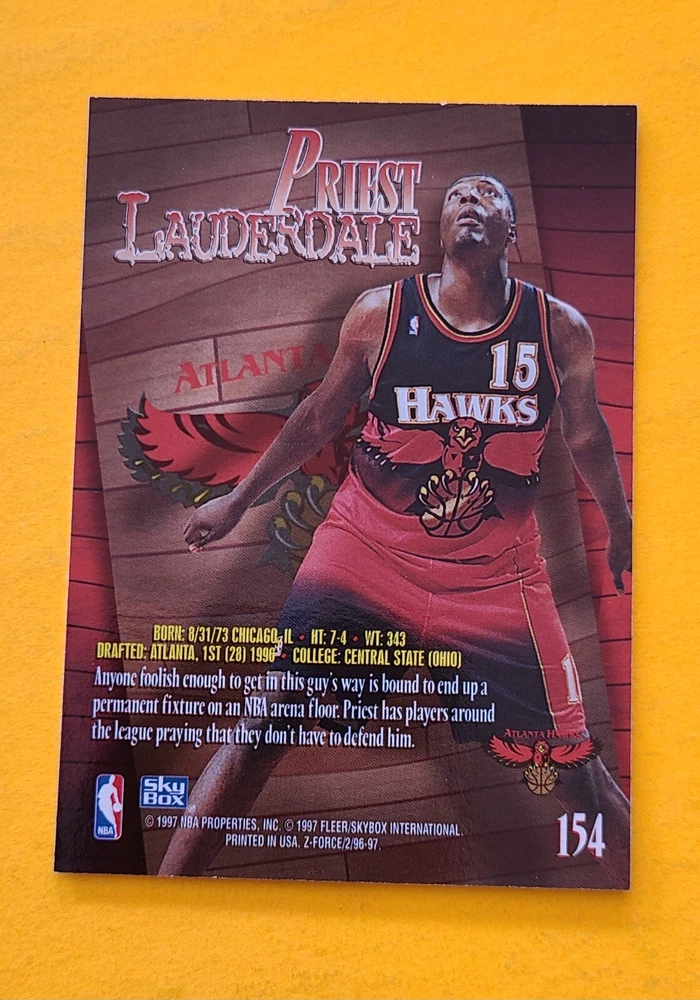 PRIEST
LAUDERDALE
ATLANTA
15
HAWKS
BORN: 8/31/73 CHICAGO, IL • HT: 7-4 • WT: 343
DRAFTED: ATLANTA, 1ST (28) 1996 • COLLEGE: CENTRAL STATE (OHIO)
Anyone foolish enough to get in this guy's way is bound to end up a
permanent fixture on an NBA arena floor. Priest has players around
the league praying that they don't have to defend him.
1
ATLANTA HAWKS
NBA
SKY
BOX
© 1997 NBA PROPERTIES, INC. © 1997 FLEER/SKYBOX INTERNATIONAL.
PRINTED IN USA. Z-FORCE/2/96-97.
154